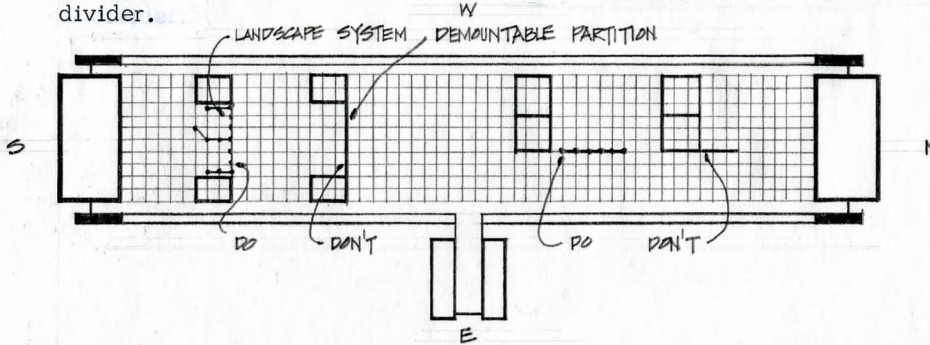 divider.
W
LANDSCAPE SYSTEM DEMOUNTABLE PARTITION
S N
DO DON'T DO DON'T
E